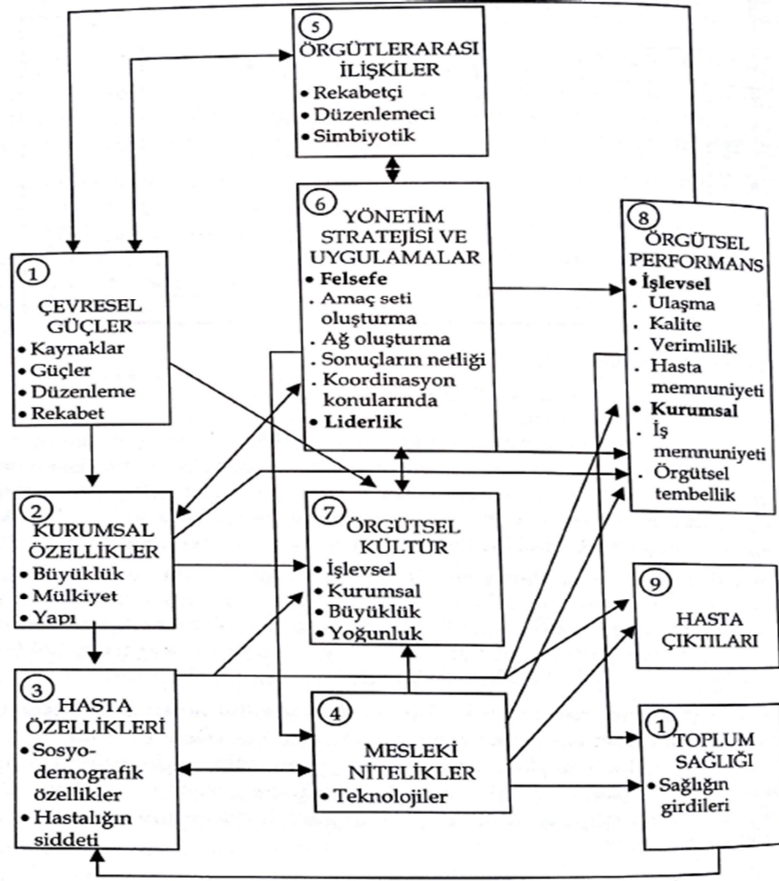 5
ÖRGÜTLERARASI
İLİŞKİLER
• Rekabetçi
• Düzenlemeci
• Simbiyotik
6
YÖNETİM
STRATEJİSİ VE
UYGULAMALAR
• Felsefe
. Amaç seti
oluşturma
. Ağ oluşturma
. Sonuçların netliği
. Koordinasyon
konularında
• Liderlik
8
ÖRGÜTSEL
PERFORMANS
• İşlevsel
. Ulaşma
. Kalite
. Verimlilik
. Hasta
memnuniyeti
• Kurumsal
. İş
memnuniyeti
. Örgütsel
tembellik
1
ÇEVRESEL
GÜÇLER
• Kaynaklar
• Güçler
• Düzenleme
• Rekabet
2
KURUMSAL
ÖZELLİKLER
• Büyüklük
• Mülkiyet
• Yapı
7
ÖRGÜTSEL
KÜLTÜR
• İşlevsel
• Kurumsal
• Büyüklük
• Yoğunluk
9
HASTA
ÇIKTILARI
3
HASTA
ÖZELLİKLERİ
• Sosyo-
demografik
özellikler
• Hastalığın
siddeti
4
MESLEKİ
NİTELİKLER
• Teknolojiler
1
TOPLUM
SAĞLIĞI
• Sağlığın
girdileri